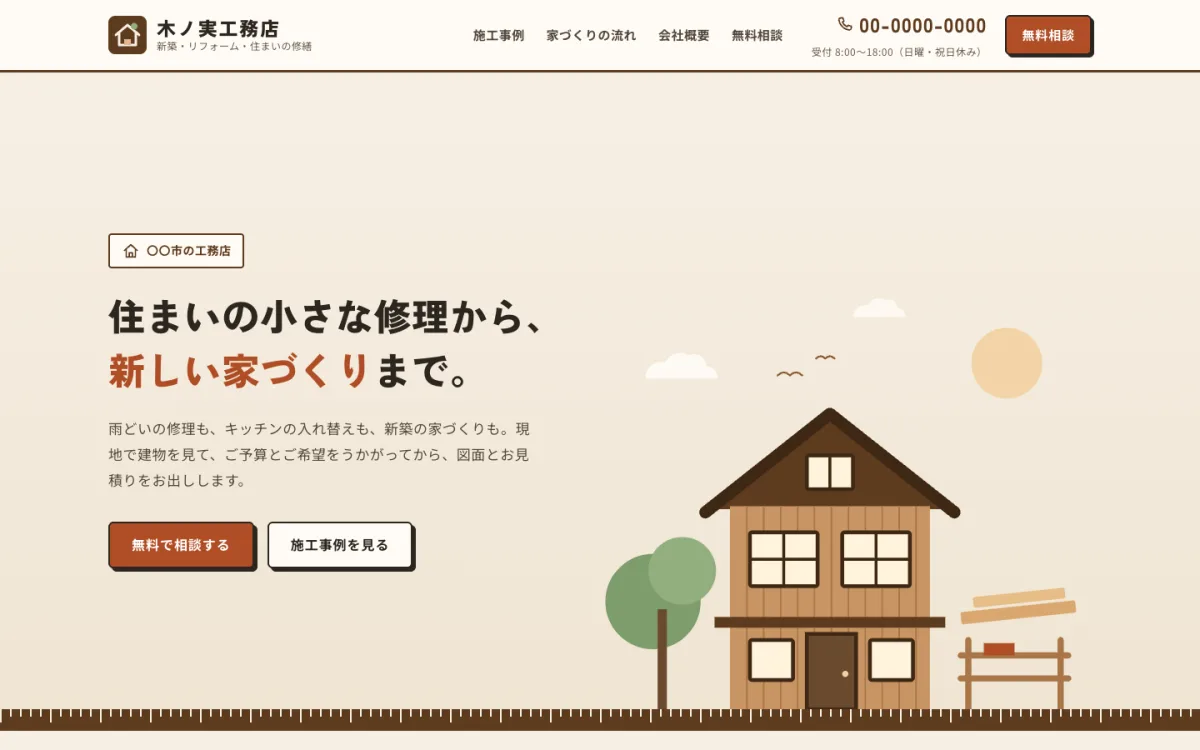 木ノ実工務店
新築・リフォーム・住まいの修繕
施工事例
家づくりの流れ
会社概要
無料相談
00-0000-0000
受付 8:00〜18:00(日曜・祝日休み)
無料相談
〇〇市の工務店
住まいの小さな修理から、
新しい家づくりまで。
雨どいの修理も、キッチンの入れ替えも、新築の家づくりも。現
地で建物を見て、ご予算とご希望をうかがってから、図面とお見
積りをお出しします。
無料で相談する
施工事例を見る